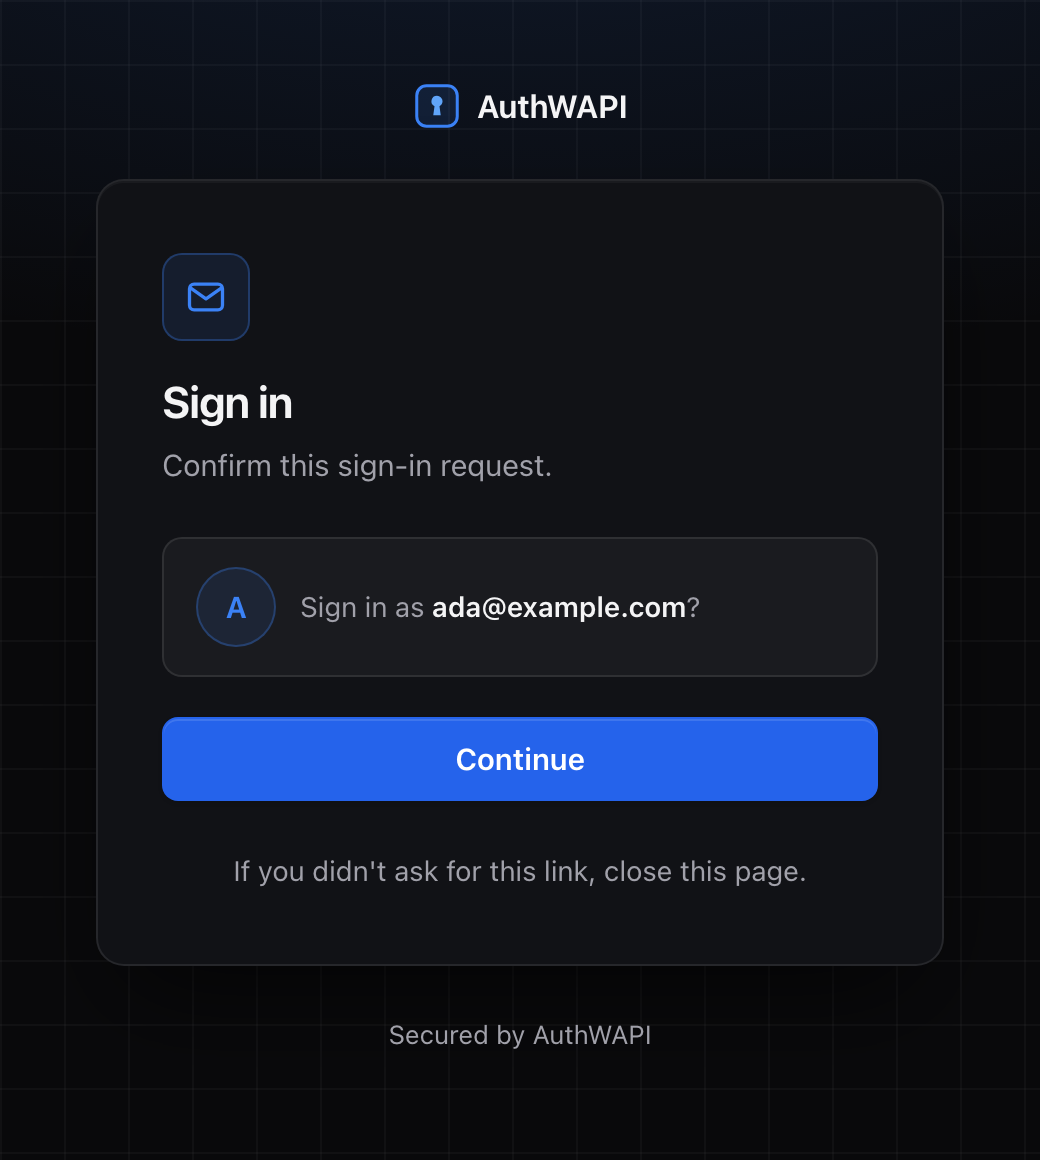 AuthWAPI
Sign in
Confirm this sign-in request.
A
Sign in as ada@example.com?
Continue
If you didn't ask for this link, close this page.
Secured by AuthWAPI